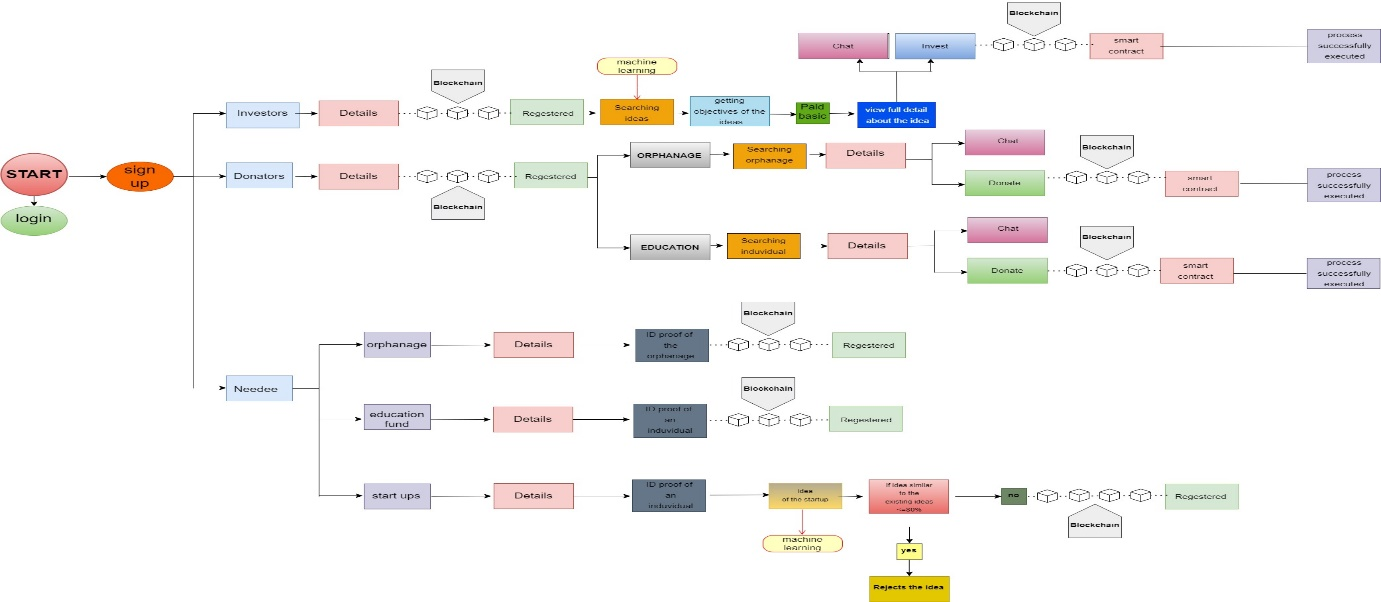 START
login
sign
up
Investors
Details
Blockchain
Regestered
machine
learning
Searching
ideas
getting
objectives of the
ideas
Paid
basic
view full detail
about the idea
Chat
Invest
Blockchain
smart
contract
process
successfully
executed
Donators
Details
Blockchain
Regestered
ORPHANAGE
Searching
orphanage
Details
Chat
Donate
Blockchain
smart
contract
process
successfully
executed
EDUCATION
Searching
induvidual
Details
Chat
Donate
Blockchain
smart
contract
process
successfully
executed
Needee
orphanage
Details
ID proof of
the
orphanage
Blockchain
Regestered
education
fund
Details
ID proof of
an
induvidual
Blockchain
Regestered
start ups
Details
ID proof of
an
induvidual
idea
of the startup
machine
learning
if idea similar
to the
existing ideas
no
Blockchain
Regestered
yes
Rejects the idea